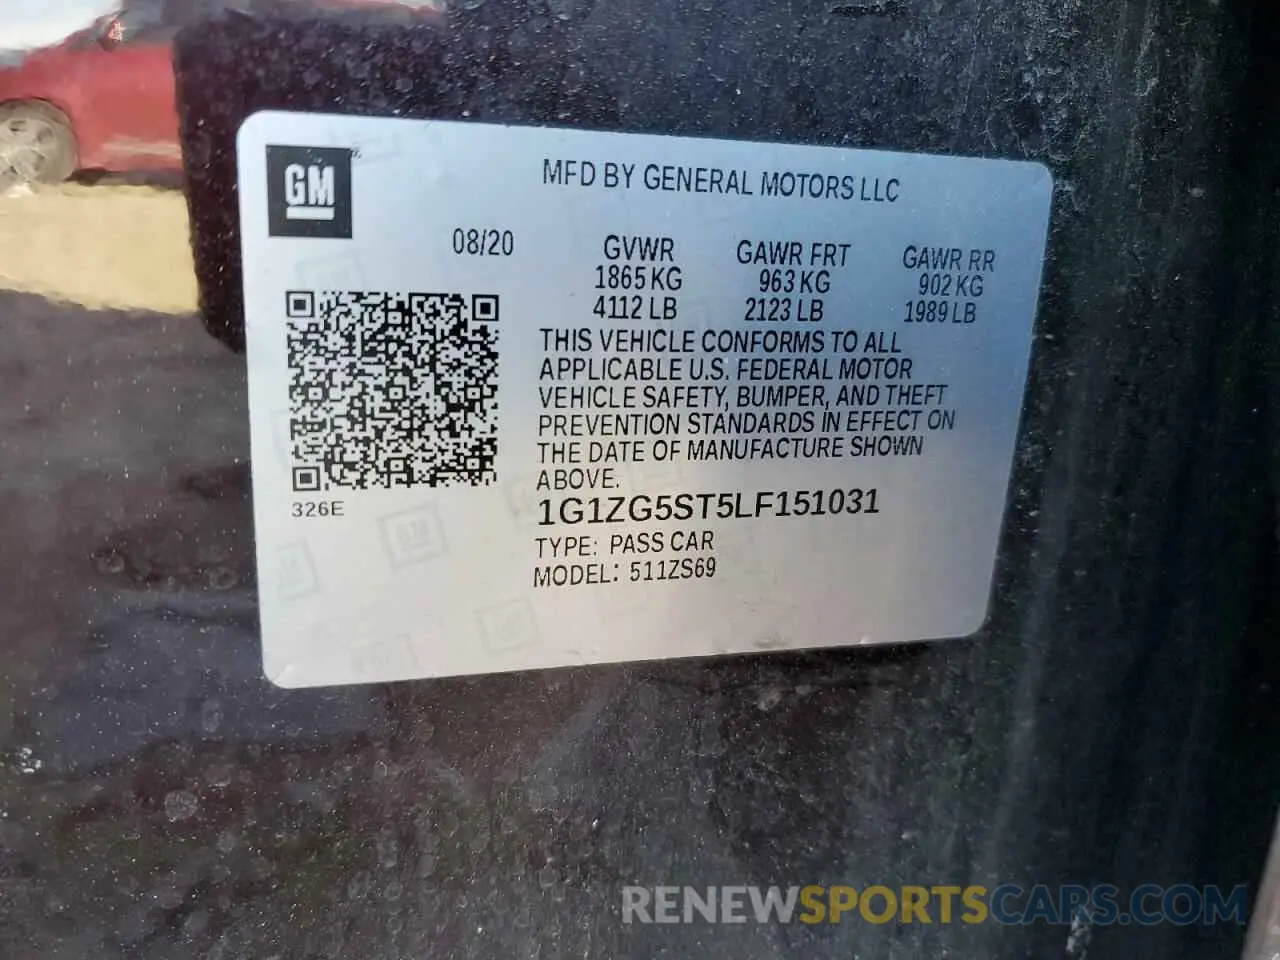 GM
MFD BY GENERAL MOTORS LLC
08/20
GVWR GAWR FRT GAWR RR
1865 KG 963 KG 902 KG
4112 LB 2123 LB 1989 LB
THIS VEHICLE CONFORMS TO ALL
APPLICABLE U.S. FEDERAL MOTOR
VEHICLE SAFETY, BUMPER, AND THEFT
PREVENTION STANDARDS IN EFFECT ON
THE DATE OF MANUFACTURE SHOWN
ABOVE.
326E
1G1ZG5ST5LF151031
TYPE: PASS CAR
MODEL: 511ZS69
RENEWSPORTSCARS.COM